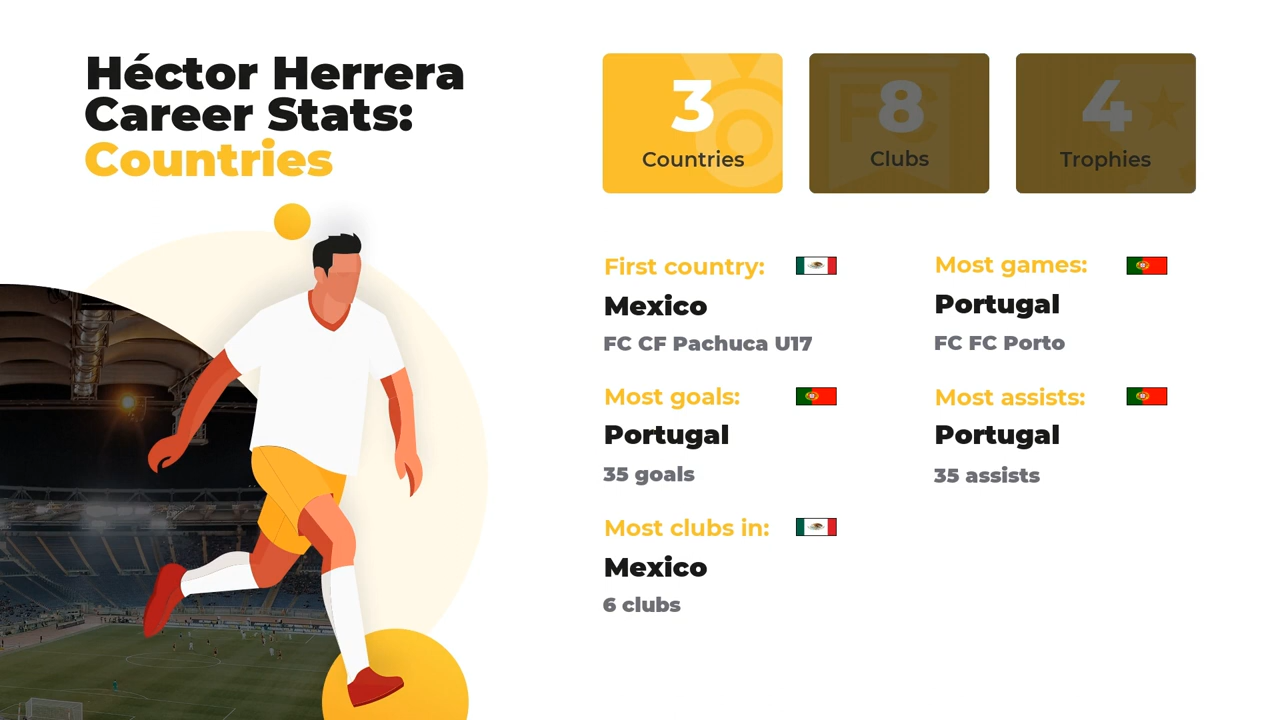 Héctor Herrera
Career Stats:
Countries
3
Countries
8
Clubs
4
Trophies
First country:
Mexico
FC CF Pachuca U17
Most games:
Portugal
FC FC Porto
Most goals:
Portugal
35 goals
Most assists:
Portugal
35 assists
Most clubs in:
Mexico
6 clubs